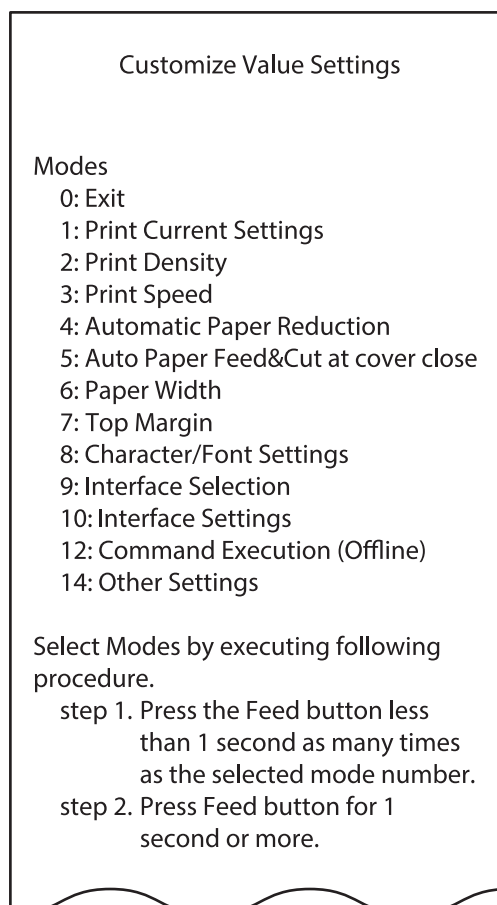 Customize Value Settings
Modes
0: Exit
1: Print Current Settings
2: Print Density
3: Print Speed
4: Automatic Paper Reduction
5: Auto Paper Feed&Cut at cover close
6: Paper Width
7: Top Margin
8: Character/Font Settings
9: Interface Selection
10: Interface Settings
12: Command Execution (Offline)
14: Other Settings
Select Modes by executing following
procedure.
step 1. Press the Feed button less
than 1 second as many times
as the selected mode number.
step 2. Press Feed button for 1
second or more.